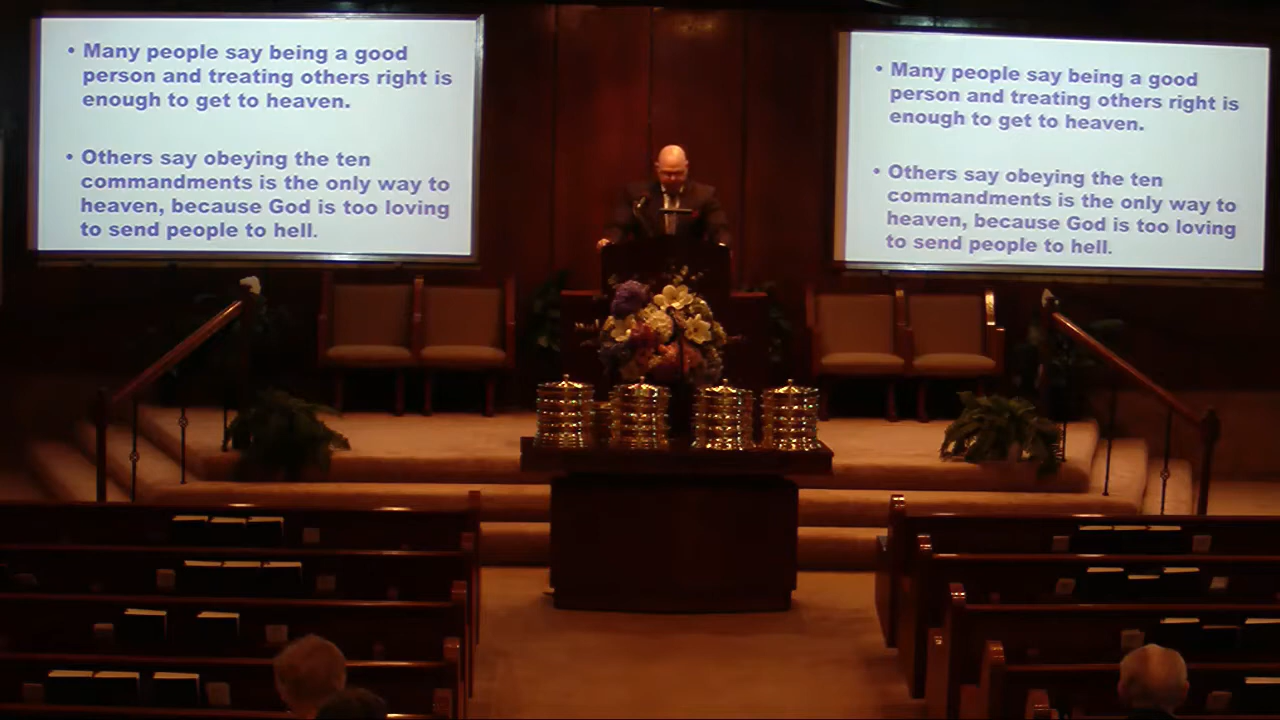 • Many people say being a good
person and treating others right is
enough to get to heaven.
• Others say obeying the ten
commandments is the only way to
heaven, because God is too loving
to send people to hell.
• Many people say being a good
person and treating others right is
enough to get to heaven.
• Others say obeying the ten
commandments is the only way to
heaven, because God is too loving
to send people to hell.